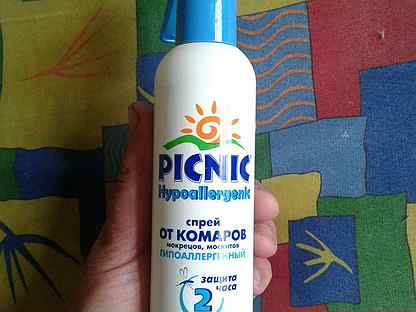 PICNIC
Hypoallergenic
спрей
ОТ КОМАРОВ
мокрецов, москитов
ГИПОАЛЛЕРГЕННЫЙ
защита
2 часа